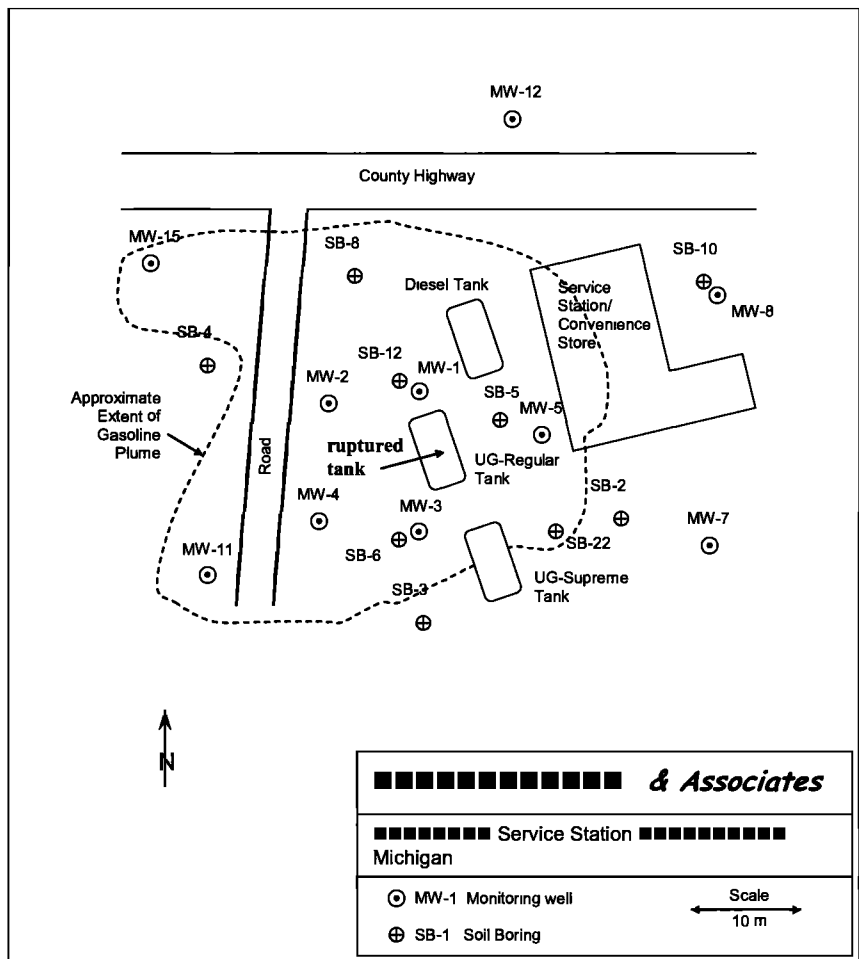 MW-12
County Highway
MW-15
SB-8
SB-10
Diesel Tank
Service
Station/
Convenience
Store
MW-8
SB-4
SB-12
MW-1
MW-2
SB-5
MW-5
Approximate
Extent of
Gasoline
Plume
ruptured
tank
Road
UG-Regular
Tank
SB-2
MW-4
MW-3
MW-7
SB-6
SB-22
MW-11
UG-Supreme
Tank
SB-3
N
& Associates
Service Station
Michigan
MW-1 Monitoring well
Scale
10 m
SB-1 Soil Boring